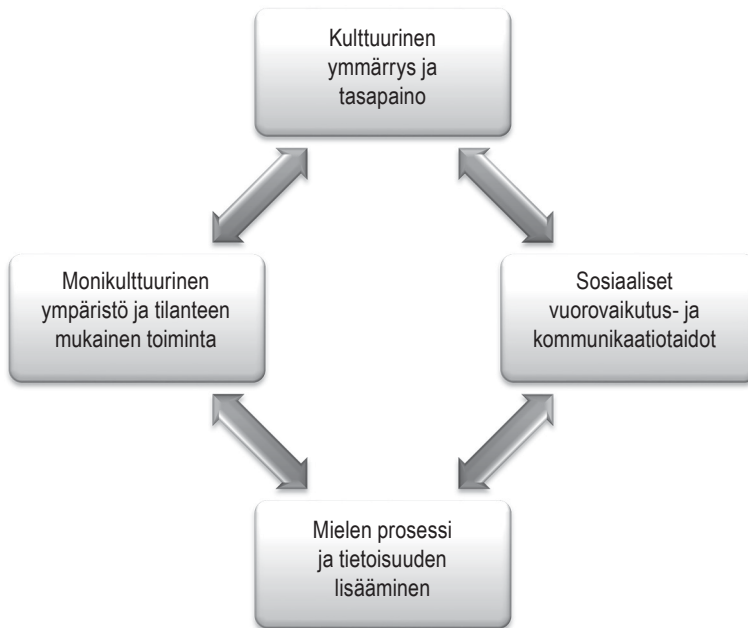 Kulttuurinen
ymmärrys ja
tasapaino
Monikulttuurinen
ympäristö ja tilanteen
mukainen toiminta
Sosiaaliset
vuorovaikutus- ja
kommunikaatiotaidot
Mielen prosessi
ja tietoisuuden
lisääminen